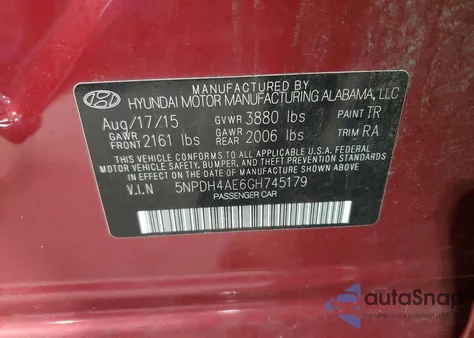 MANUFACTURED BY
HYUNDAI MOTOR MANUFACTURING ALABAMA, LLC
Aug/17/15 GVWR 3880 lbs PAINT TR
GAWR FRONT 2161 lbs GAWR REAR 2006 lbs TRIM RA
THIS VEHICLE CONFORMS TO ALL APPLICABLE U.S.A. FEDERAL
MOTOR VEHICLE SAFETY, BUMPER, AND THEFT PREVENTION
STANDARDS IN EFFECT ON THE DATE OF MANUFACTURE SHOWN ABOVE.
V.I.N 5NPDH4AE6GH745179
PASSENGER CAR
autaSnap